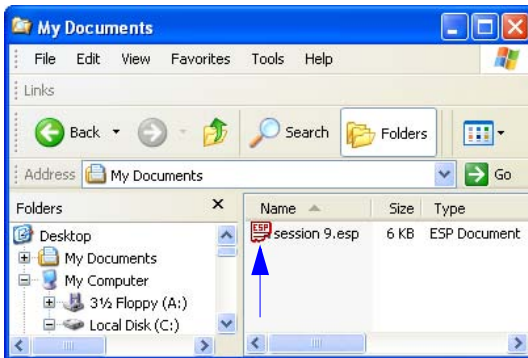 My Documents
File Edit View Favorites Tools Help
Links
Back Search Folders
Address My Documents Go
Folders Name Size Type
Desktop ESP session 9.esp 6 KB ESP Document
My Documents
My Computer
3½ Floppy (A:)
Local Disk (C:)